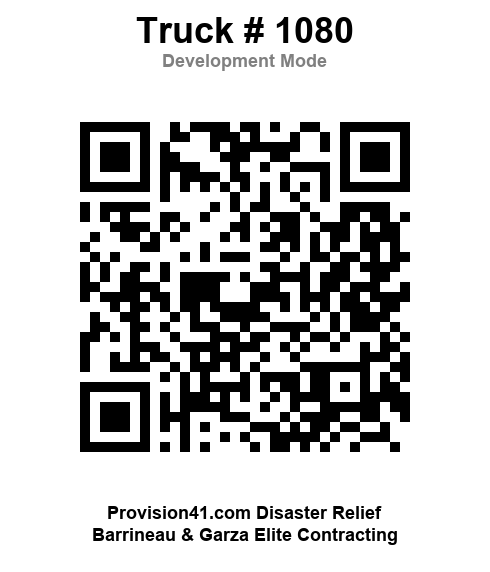 Truck # 1080
Development Mode
Provision41.com Disaster Relief
Barrineau & Garza Elite Contracting